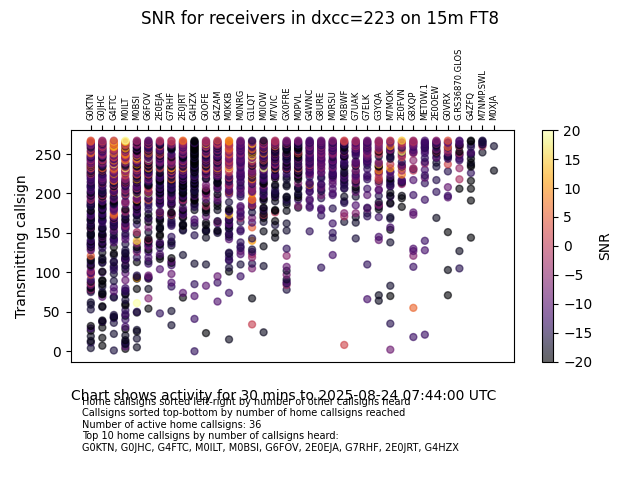 SNR for receivers in dxcc=223 on 15m FT8
G0KTN
G0JHC
G4FTC
M0ILT
M0BSI
G6FOV
2E0EJA
G7RHF
2E0JRT
G4HZX
G0OFE
G4ZAM
M0KKB
M0NRG
G1LQT
M0IOW
M7VIC
GX0FRE
M0PVL
G4WNC
G8URE
M0RSU
M3BWF
G7UAK
G7ELK
G3YQA
M7MOK
2E0FVN
G8XQP
MET0W.1
2E0OEW
G0VRX
G.RS36870.GLOS
G4ZFQ
M7NMP.SWL
M0XJA
Transmitting callsign
250
200
150
100
50
0
20
15
10
5
0
−5
−10
−15
−20
SNR
Chart shows activity for 30 mins to 2025-08-24 07:44:00 UTC
Home callsigns sorted left-right by number of other callsigns heard
Callsigns sorted top-bottom by number of home callsigns reached
Number of active home callsigns: 36
Top 10 home callsigns by number of callsigns heard:
G0KTN, G0JHC, G4FTC, M0ILT, M0BSI, G6FOV, 2E0EJA, G7RHF, 2E0JRT, G4HZX